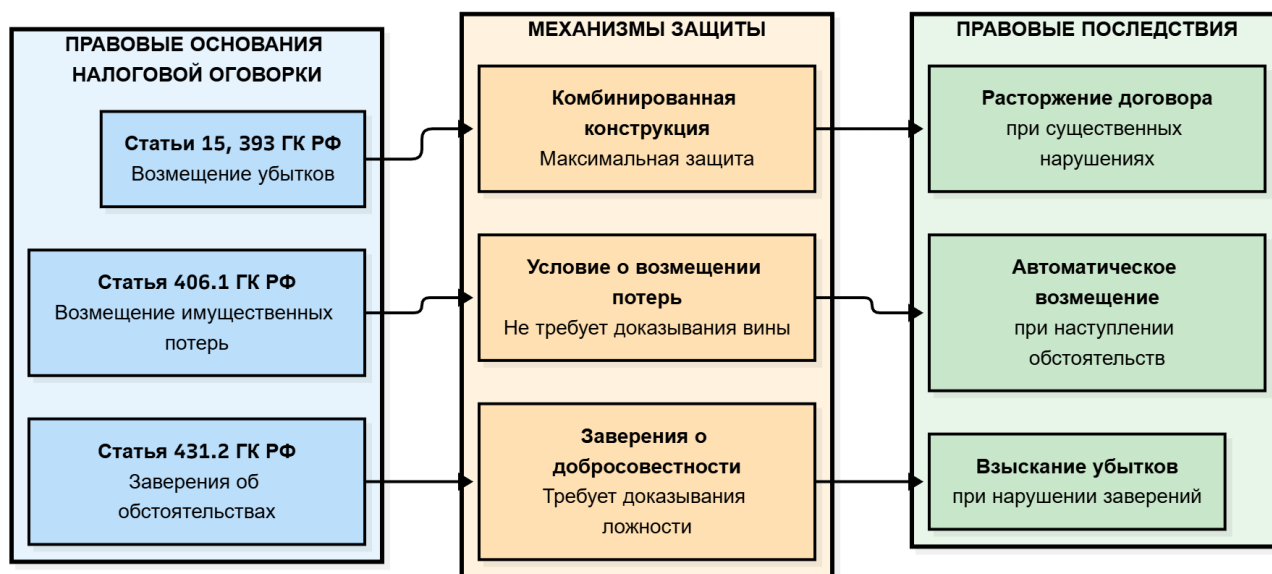 ПРАВОВЫЕ ОСНОВАНИЯ
НАЛОГОВОЙ ОГОВОРКИ
Статьи 15, 393 ГК РФ
Возмещение убытков
Статья 406.1 ГК РФ
Возмещение имущественных
потерь
Статья 431.2 ГК РФ
Заверения об
обстоятельствах
МЕХАНИЗМЫ ЗАЩИТЫ
Комбинированная
конструкция
Максимальная защита
Условие о возмещении
потерь
Не требует доказывания вины
Заверения о
добросовестности
Требует доказывания
ложности
ПРАВОВЫЕ ПОСЛЕДСТВИЯ
Расторжение договора
при существенных
нарушениях
Автоматическое
возмещение
при наступлении
обстоятельств
Взыскание убытков
при нарушении заверений